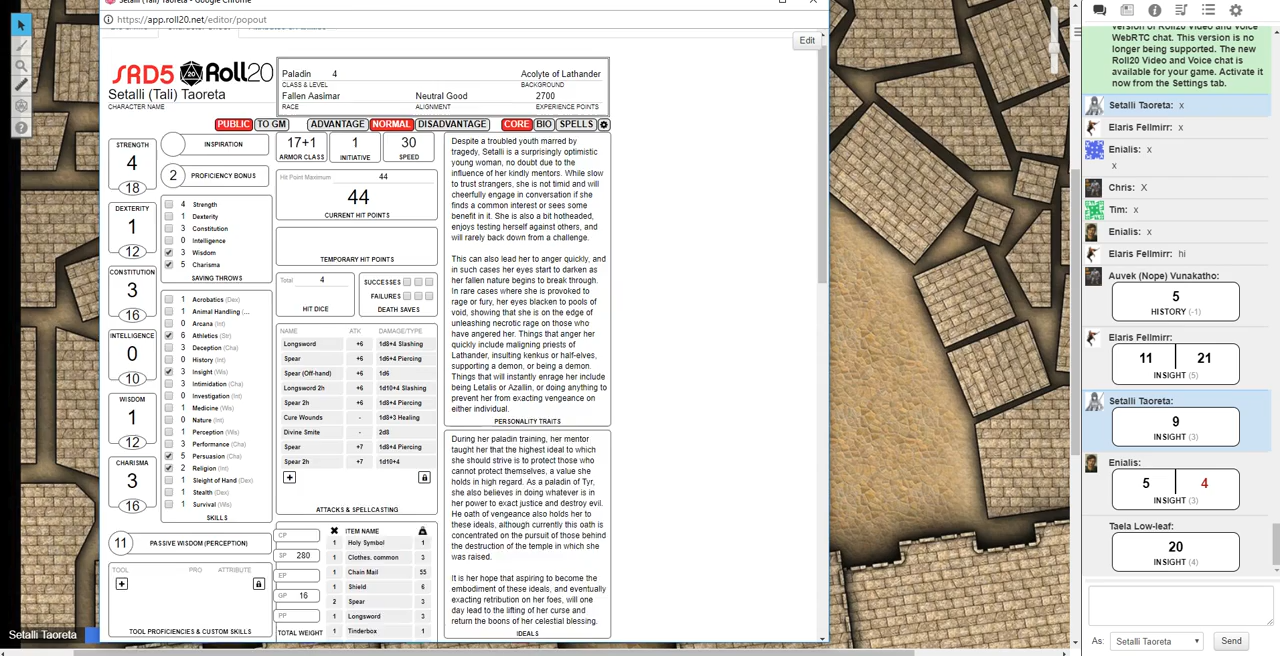 Setalli (Tali) Taoreta - Google Chrome
https://app.roll20.net/editor/popout
Edit
SRD5 Roll20
Setalli (Tali) Taoreta
CHARACTER NAME
Paladin 4 Acolyte of Lathander
CLASS & LEVEL BACKGROUND
Fallen Aasimar Neutral Good 2700
RACE ALIGNMENT EXPERIENCE POINTS
PUBLIC TO GM ADVANTAGE NORMAL DISADVANTAGE CORE BIO SPELLS
STRENGTH
4
18
DEXTERITY
1
12
CONSTITUTION
3
16
INTELLIGENCE
0
10
WISDOM
1
12
CHARISMA
3
16
INSPIRATION
2 PROFICIENCY BONUS
4 Strength
1 Dexterity
3 Constitution
0 Intelligence
3 Wisdom
5 Charisma
SAVING THROWS
1 Acrobatics (Dex)
1 Animal Handling (...
0 Arcana (Int)
6 Athletics (Str)
3 Deception (Cha)
0 History (Int)
3 Insight (Wis)
3 Intimidation (Cha)
0 Investigation (Int)
1 Medicine (Wis)
0 Nature (Int)
1 Perception (Wis)
3 Performance (Cha)
5 Persuasion (Cha)
2 Religion (Int)
1 Sleight of Hand (Dex)
1 Stealth (Dex)
1 Survival (Wis)
SKILLS
11 PASSIVE WISDOM (PERCEPTION)
TOOL PRO ATTRIBUTE
TOOL PROFICIENCIES & CUSTOM SKILLS
17+1
ARMOR CLASS
1
INITIATIVE
30
SPEED
Hit Point Maximum 44
44
CURRENT HIT POINTS
TEMPORARY HIT POINTS
Total 4
HIT DICE
SUCCESSES
FAILURES
DEATH SAVES
NAME ATK DAMAGE/TYPE
Longsword +6 1d8+4 Slashing
Spear +6 1d6+4 Piercing
Spear (Off-hand) +6 1d6
Longsword 2h +6 1d10+4 Slashing
Spear 2h +6 1d8+4 Piercing
Cure Wounds - 1d8+3 Healing
Divine Smite - 2d8
Spear +7 1d8+4 Piercing
Spear 2h +7 1d10+4
ATTACKS & SPELLCASTING
CP
SP 280
EP
GP 16
PP
TOTAL WEIGHT
ITEM NAME
1 Holy Symbol 1
1 Clothes, common 3
1 Chain Mail 55
1 Shield 6
2 Spear 3
1 Longsword 3
1 Tinderbox 1
Despite a troubled youth marred by
tragedy, Setalli is a surprisingly optimistic
young woman, no doubt due to the
influence of her kindly mentors. While slow
to trust strangers, she is not timid and will
cheerfully engage in conversation if she
finds a common interest or sees some
benefit in it. She is also a bit hotheaded,
enjoys testing herself against others, and
will rarely back down from a challenge.
This can also lead her to anger quickly, and
in such cases her eyes start to darken as
her fallen nature begins to break through.
In rare cases where she is provoked to
rage or fury, her eyes blacken to pools of
void, showing that she is on the edge of
unleashing necrotic rage on those who
have angered her. Things that anger her
quickly include maligning priests of
Lathander, insulting kenkus or half-elves,
supporting a demon, or being a demon.
Things that will instantly enrage her include
being Letalis or Azallin, or doing anything to
prevent her from exacting vengeance on
either individual.
PERSONALITY TRAITS
During her paladin training, her mentor
taught her that the highest ideal to which
she should strive is to protect those who
cannot protect themselves, a value she
holds in high regard. As a paladin of Tyr,
she also believes in doing whatever is in
her power to exact justice and destroy evil.
He oath of vengeance also holds her to
these ideals, although currently this oath is
concentrated on the pursuit of those behind
the destruction of the temple in which she
was raised.
It is her hope that aspiring to become the
embodiment of these ideals, and eventually
exacting retribution on her foes, will one
day lead to the lifting of her curse and
return the boons of her celestial blessing.
IDEALS
Setalli Taoreta
version of Roll20 Video and Voice
WebRTC chat. This version is no
longer being supported. The new
Roll20 Video and Voice chat is
available for your game. Activate it
now from the Settings tab.
Setalli Taoreta: x
Elaris Fellmirr: x
Enialis: x
x
Chris: X
Tim: x
Enialis: x
Elaris Fellmirr: hi
Auvek (Nope) Vunakatho:
5
HISTORY (-1)
Elaris Fellmirr:
11 21
INSIGHT (5)
Setalli Taoreta:
9
INSIGHT (3)
Enialis:
5 4
INSIGHT (3)
Taela Low-leaf:
20
INSIGHT (4)
As: Setalli Taoreta Send